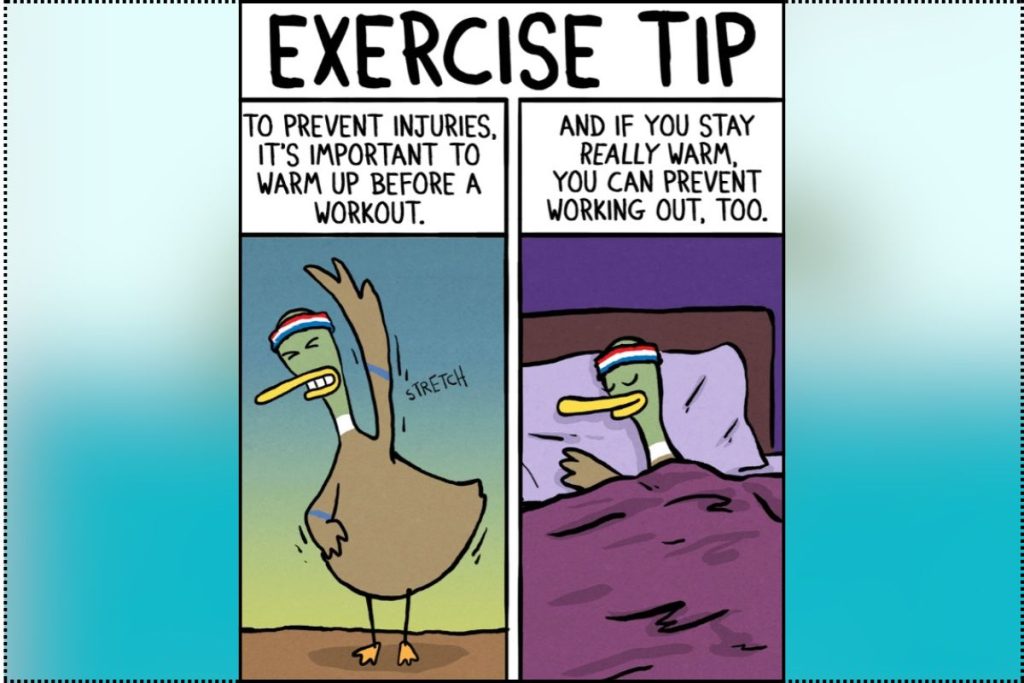 EXERCISE TIP
TO PREVENT INJURIES,
IT'S IMPORTANT TO
WARM UP BEFORE A
WORKOUT.
AND IF YOU STAY
REALLY WARM,
YOU CAN PREVENT
WORKING OUT, TOO.
STRETCH